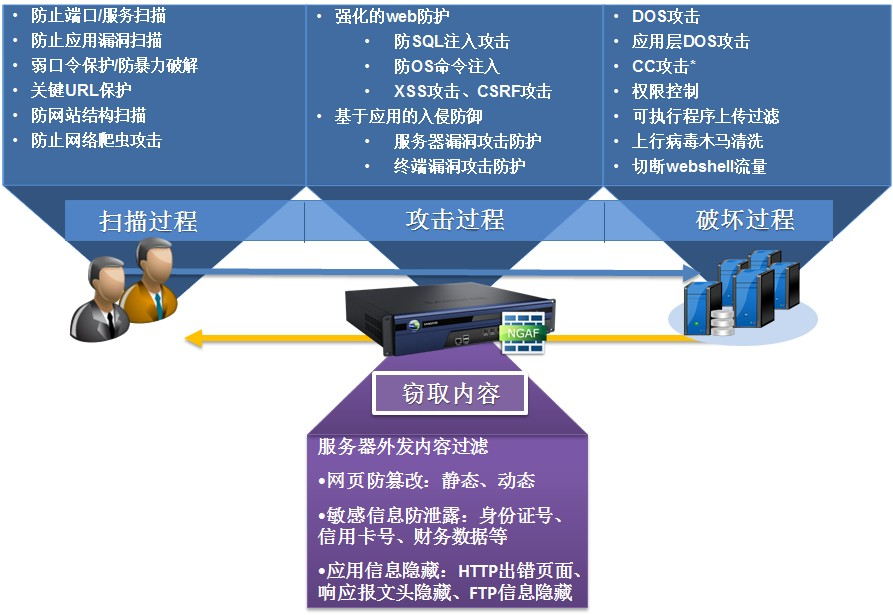 • 防止端口/服务扫描
• 防止应用漏洞扫描
• 弱口令保护/防暴力破解
• 关键URL保护
• 防网站结构扫描
• 防止网络爬虫攻击
• 强化的web防护
• 防SQL注入攻击
• 防OS命令注入
• XSS攻击、CSRF攻击
• 基于应用的入侵防御
• 服务器漏洞攻击防护
• 终端漏洞攻击防护
• DOS攻击
• 应用层DOS攻击
• CC攻击*
• 权限控制
• 可执行程序上传过滤
• 上行病毒木马清洗
• 切断webshell流量
扫描过程
攻击过程
破坏过程
NGAF
窃取内容
服务器外发内容过滤
•网页防篡改：静态、动态
•敏感信息防泄露：身份证号、
信用卡号、财务数据等
•应用信息隐藏：HTTP出错页面、
响应报文头隐藏、FTP信息隐藏